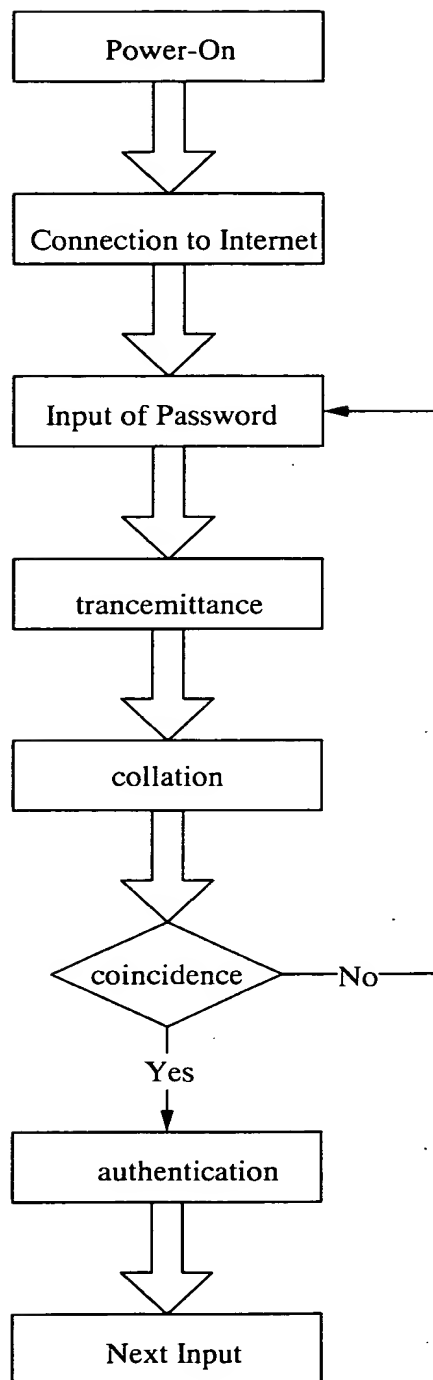 Power-On
Connection to Internet
Input of Password
trancemittance
collation
coincidence
No
Yes
authentication
Next Input